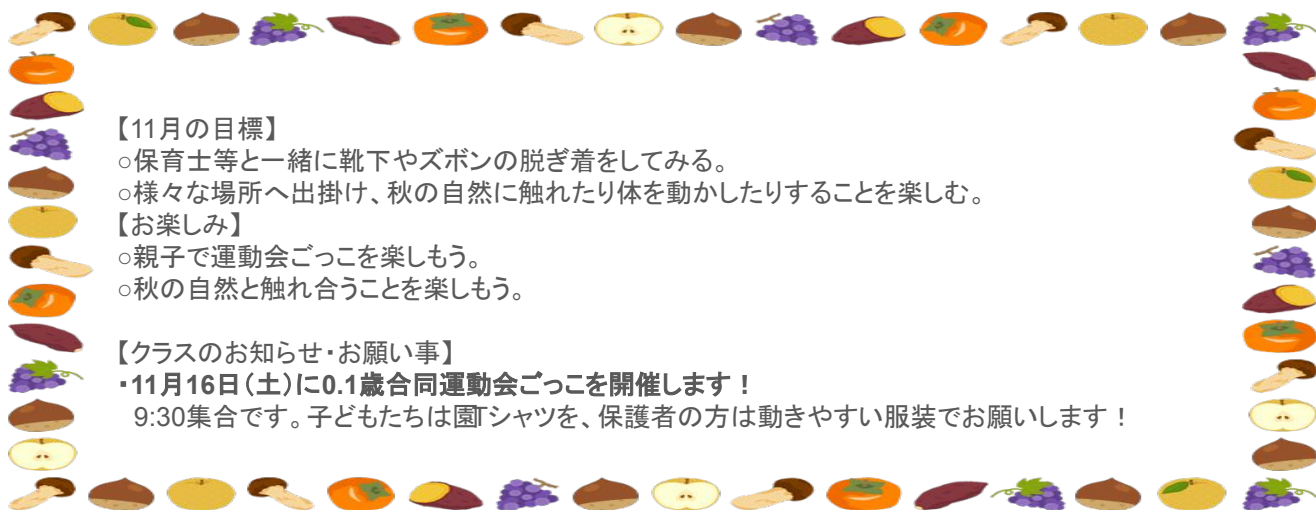 【11月の目標】
○保育士等と一緒に靴下やズボンの脱ぎ着をしてみる。
○様々な場所へ出掛け、秋の自然に触れたり体を動かしたりすることを楽しむ。
【お楽しみ】
○親子で運動会ごっこを楽しもう。
○秋の自然と触れ合うことを楽しもう。
【クラスのお知らせ・お願い事】
・11月16日（土）に0.1歳合同運動会ごっこを開催します！
9:30集合です。子どもたちは園Tシャツを、保護者の方は動きやすい服装でお願いします！